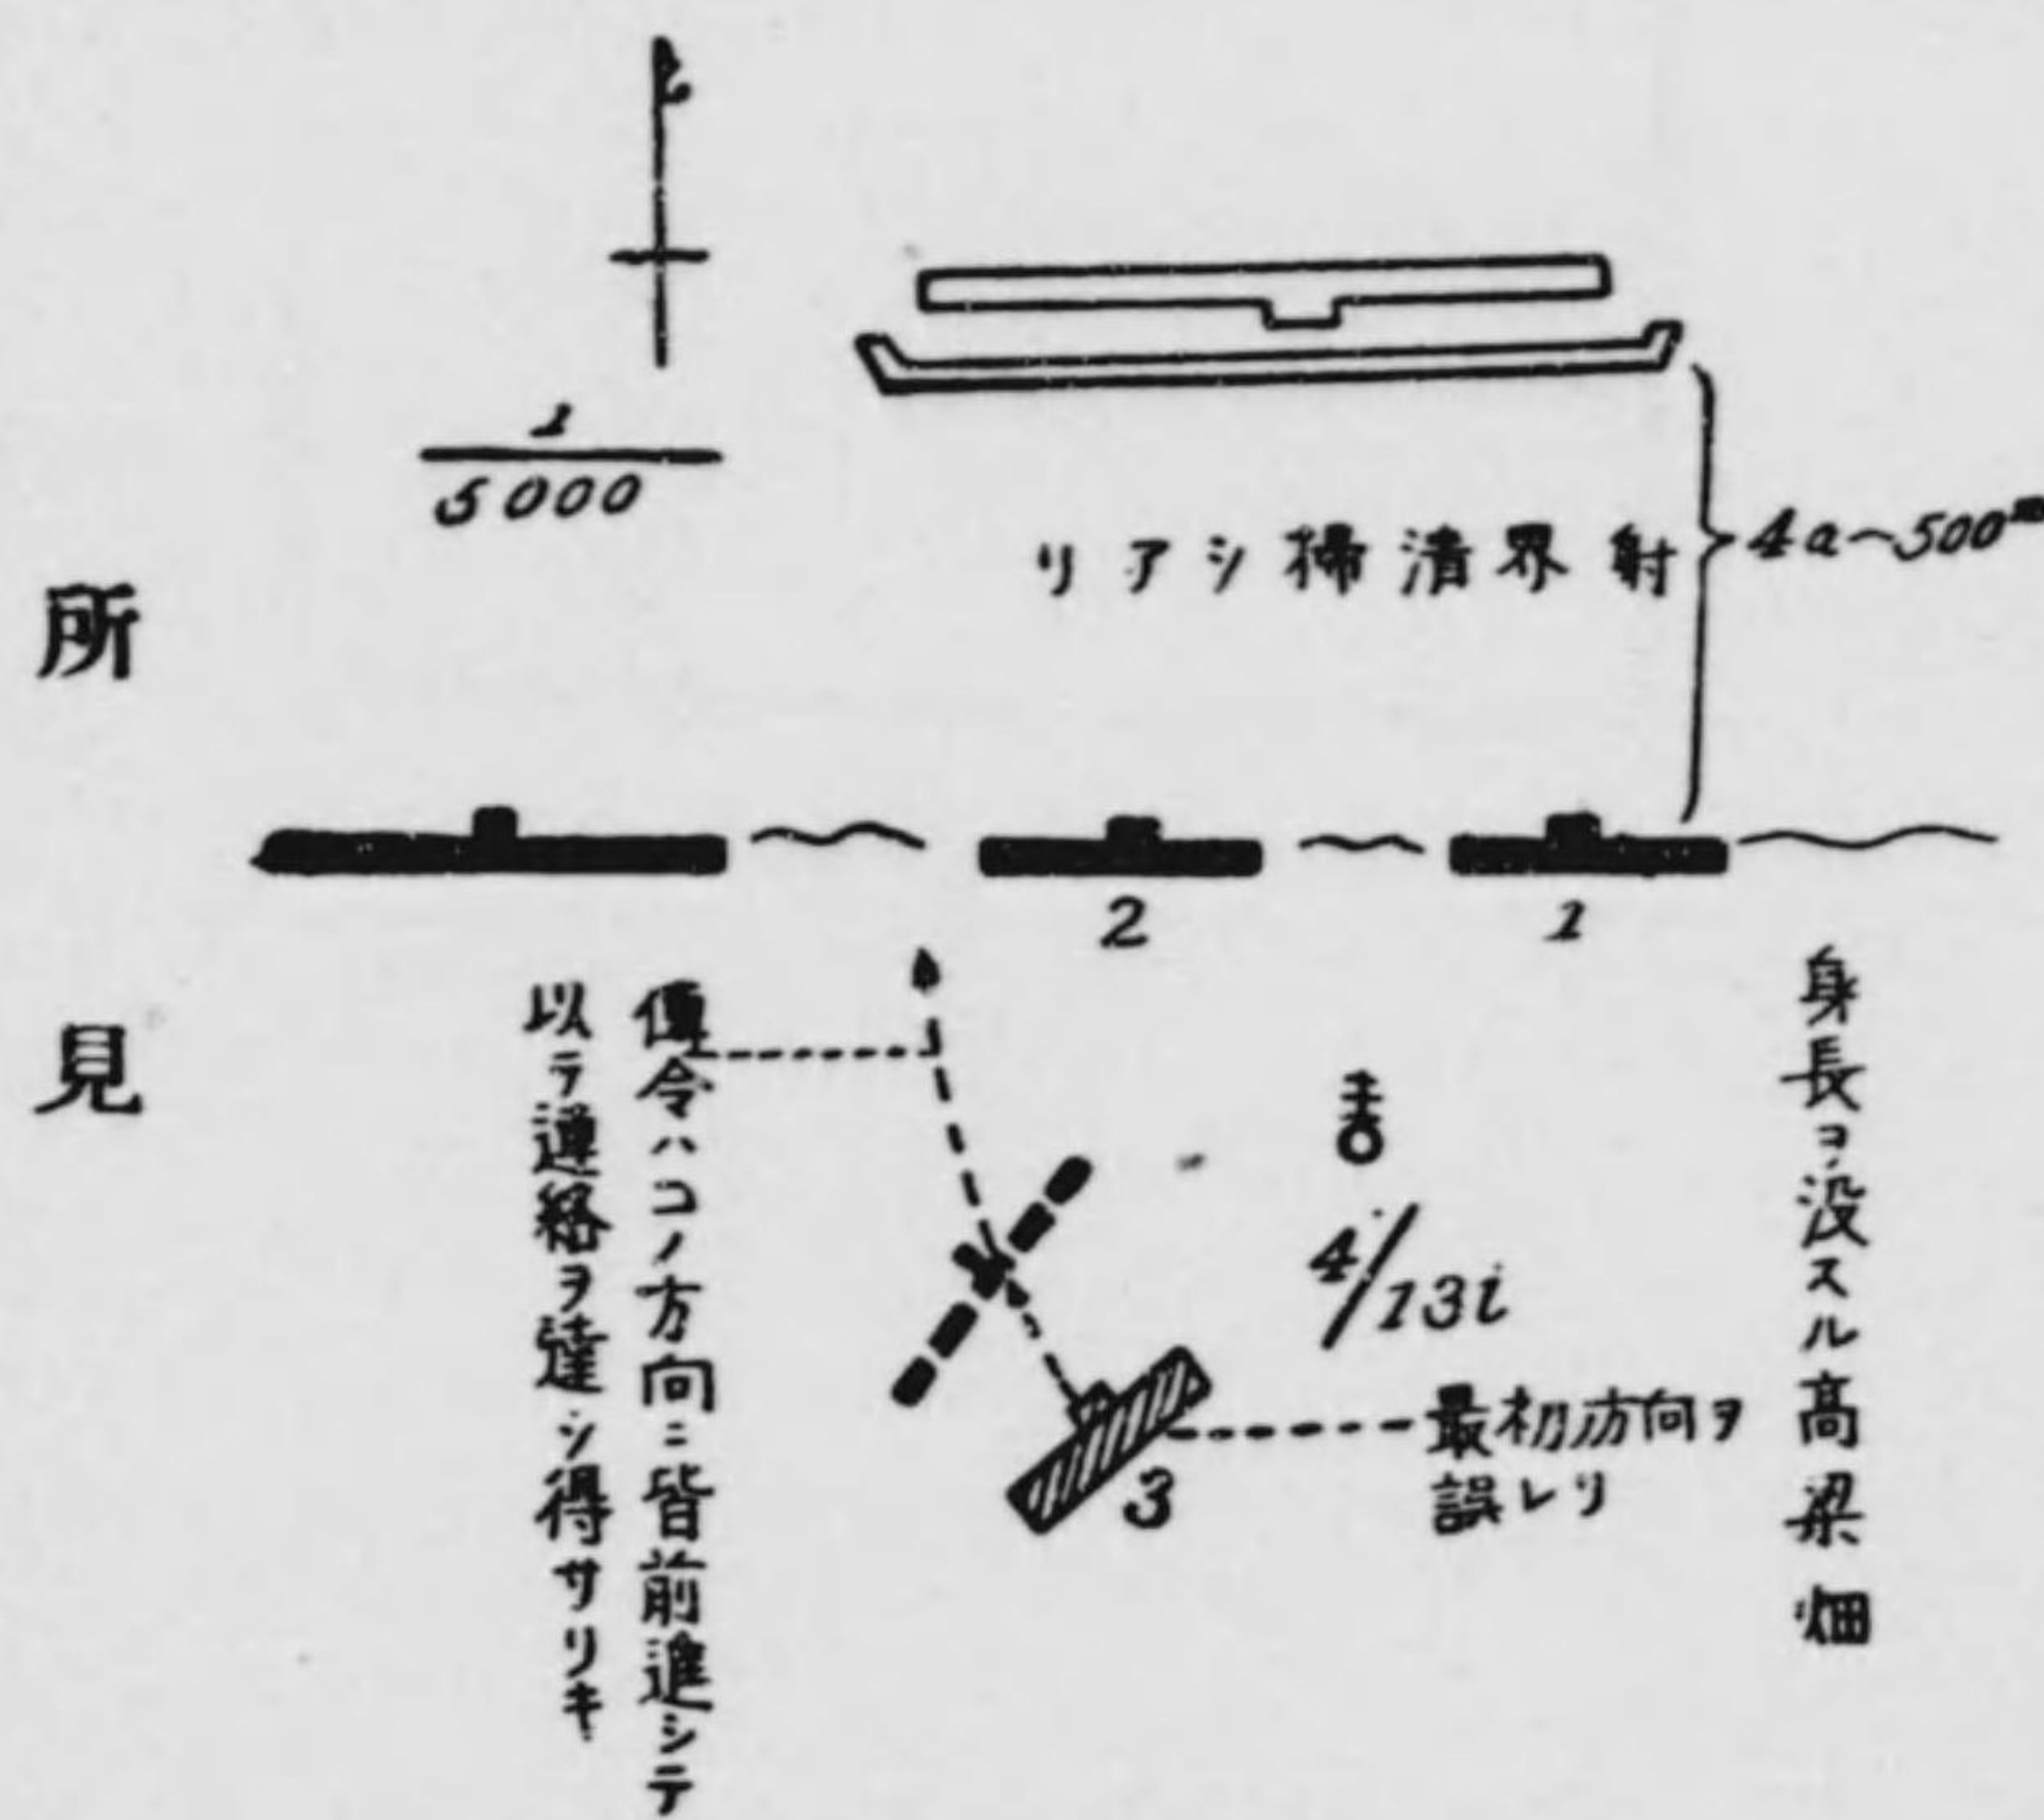 1
5000
射界清掃シアリ
4a〜500m
2
1
身長ヲ没スル高梁畑
4/13i
最初方向ヲ
誤レリ
3
傳令ハコノ方向ニ皆前進シテ
以テ連絡ヲ達シ得サリキ
所見